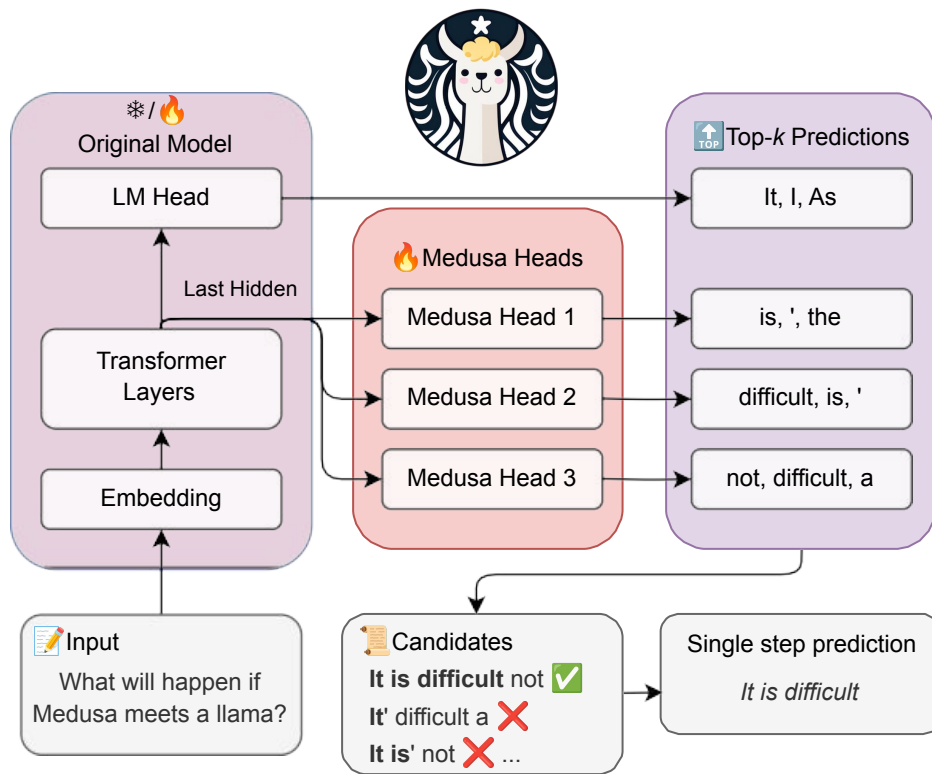 ❄/🔥
Original Model
LM Head
Last Hidden
Transformer
Layers
Embedding
📝Input
What will happen if
Medusa meets a llama?
🔥Medusa Heads
Medusa Head 1
Medusa Head 2
Medusa Head 3
🔝Top-k Predictions
It, I, As
is, ', the
difficult, is, '
not, difficult, a
📜Candidates
It is difficult not ✅
It' difficult a ❌
It is' not ❌ ...
Single step prediction
It is difficult